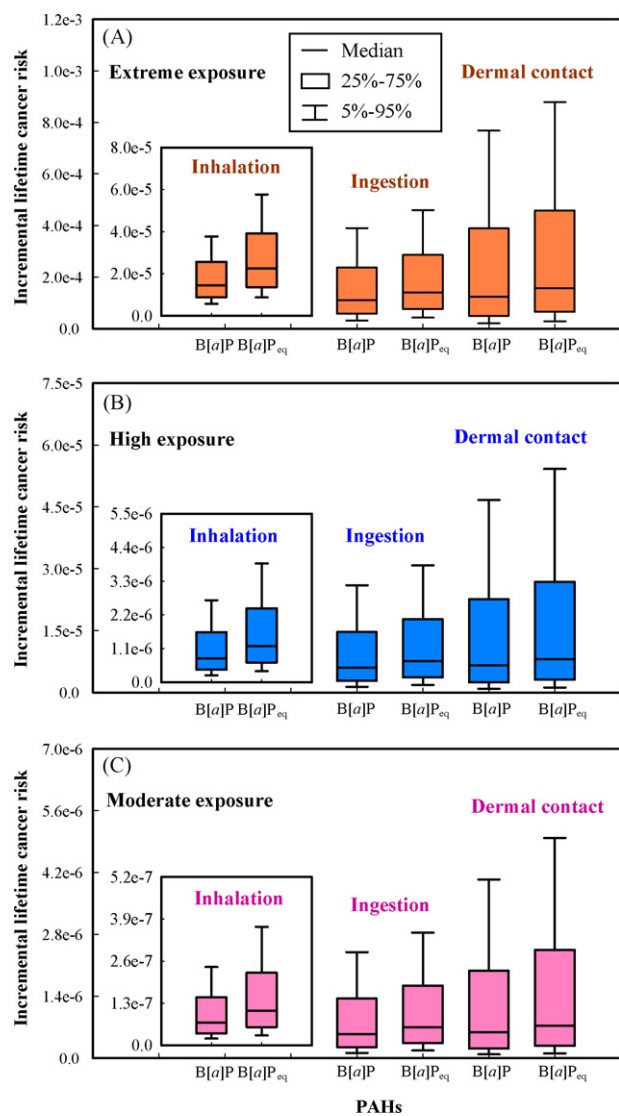 (A)
Extreme exposure
Median
25%-75%
5%-95%
Dermal contact
Inhalation
Ingestion
Incremental lifetime cancer risk
1.2e-3
1.0e-3
8.0e-4
6.0e-4
4.0e-4
2.0e-4
0.0
8.0e-5
6.0e-5
4.0e-5
2.0e-5
0.0
B[a]P B[a]Peq B[a]P B[a]Peq B[a]P B[a]Peq
(B)
High exposure
Dermal contact
Inhalation
Ingestion
Incremental lifetime cancer risk
7.5e-5
6.0e-5
4.5e-5
3.0e-5
1.5e-5
0.0
5.5e-6
4.4e-6
3.3e-6
2.2e-6
1.1e-6
0.0
B[a]P B[a]Peq B[a]P B[a]Peq B[a]P B[a]Peq
(C)
Moderate exposure
Dermal contact
Inhalation
Ingestion
Incremental lifetime cancer risk
7.0e-6
5.6e-6
4.2e-6
2.8e-6
1.4e-6
0.0
5.2e-7
3.9e-7
2.6e-7
1.3e-7
0.0
B[a]P B[a]Peq B[a]P B[a]Peq B[a]P B[a]Peq
PAHs